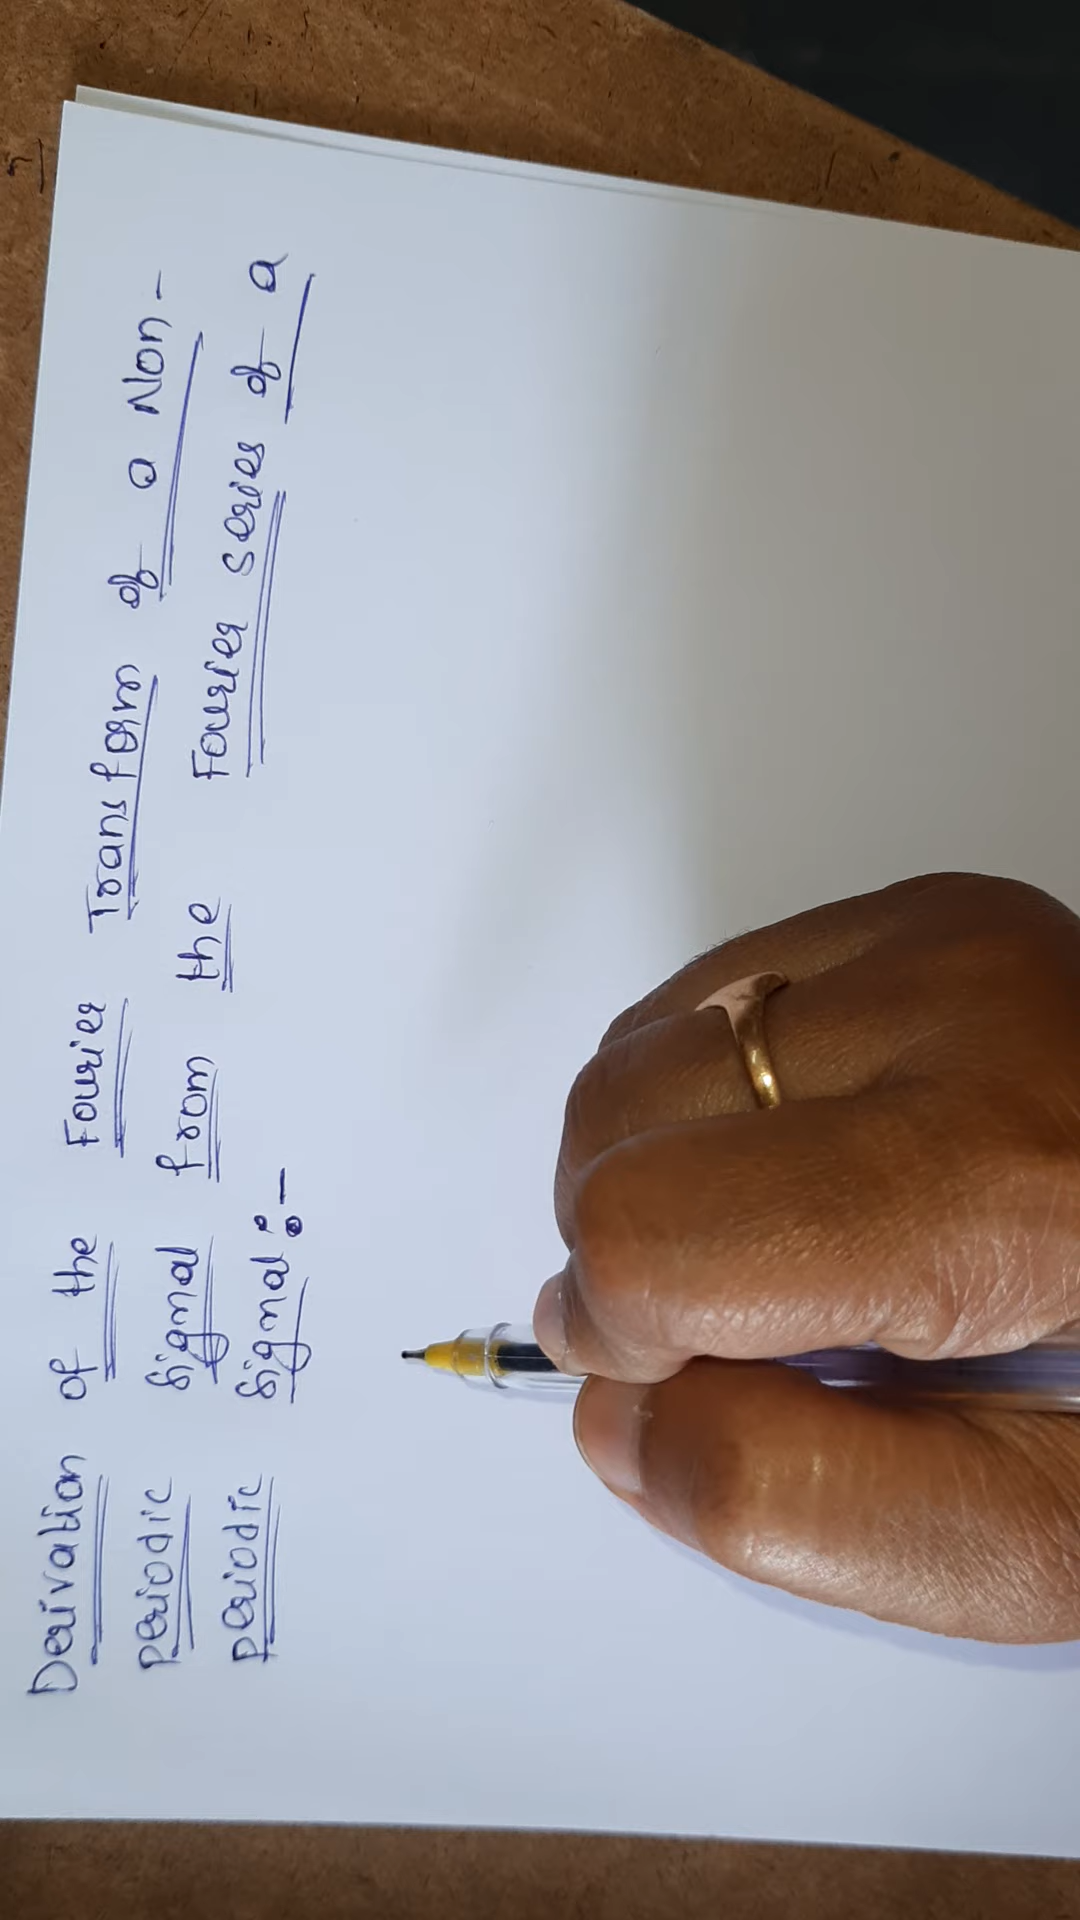 Derivation of the Fourier Transform of a Non-
periodic signal from the Fourier series of a
periodic signal:-